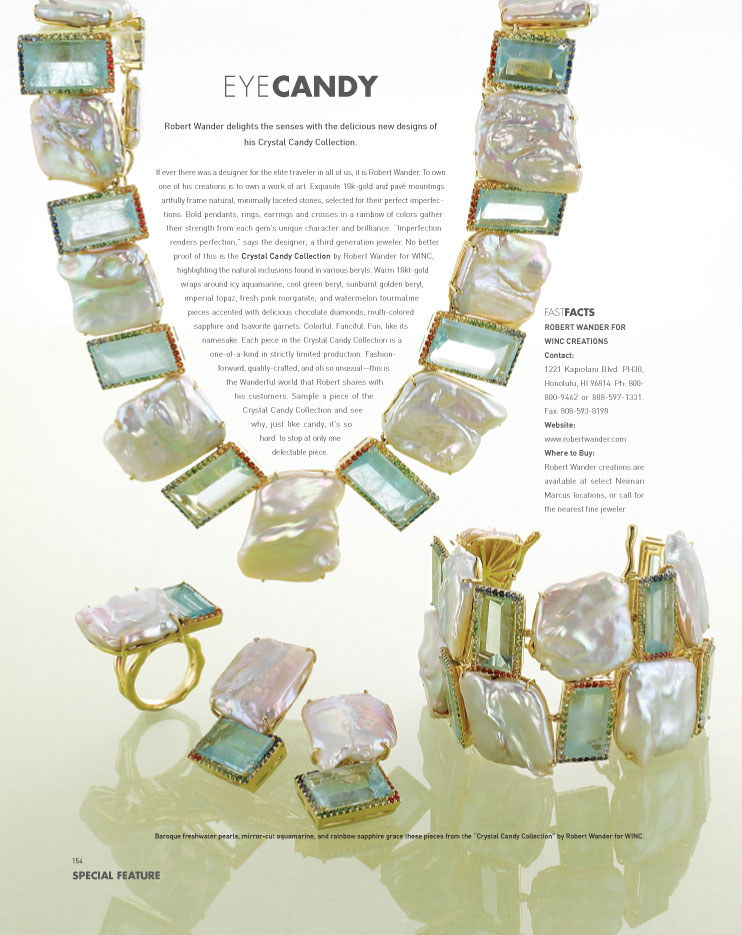 EYECANDY
Robert Wander delights the senses with the delicious new designs of
his Crystal Candy Collection.
If ever there was a designer for the elite traveler in all of us, it is Robert Wander. To own
one of his creations is to own a work of art. Exquisite 18k-gold and pavé mountings
artfully frame natural, minimally faceted stones, selected for their perfect imperfec-
tions. Bold pendants, rings, earrings and crosses in a rainbow of colors gather
their strength from each gem's unique character and brilliance. "Imperfection
renders perfection," says the designer, a third generation jeweler. No better
proof of this is the Crystal Candy Collection by Robert Wander for WINC,
highlighting the natural inclusions found in various beryls. Warm 18kt-gold
wraps around icy aquamarine, cool green beryl, sunburnt golden beryl,
imperial topaz, fresh pink morganite, and watermelon tourmaline
pieces accented with delicious chocolate diamonds, multi-colored
sapphire and tsavorite garnets. Colorful. Fanciful. Fun, like its
namesake. Each piece in the Crystal Candy Collection is a
one-of-a-kind in strictly limited production. Fashion-
forward, quality-crafted, and oh so unusual—this is
the Wanderful world that Robert shares with
his customers. Sample a piece of the
Crystal Candy Collection and see
why, just like candy, it's so
hard to stop at only one
delectable piece.
FASTFACTS
ROBERT WANDER FOR
WINC CREATIONS
Contact:
1221 Kapiolani Blvd. PH30,
Honolulu, HI 96814. Ph: 800-
800-9462 or 808-597-1331.
Fax: 808-593-8198
Website:
www.robertwander.com
Where to Buy:
Robert Wander creations are
available at select Neiman
Marcus locations, or call for
the nearest fine jeweler
Baroque freshwater pearls, mirror-cut aquamarine, and rainbow sapphire grace these pieces from the "Crystal Candy Collection" by Robert Wander for WINC.
154
SPECIAL FEATURE